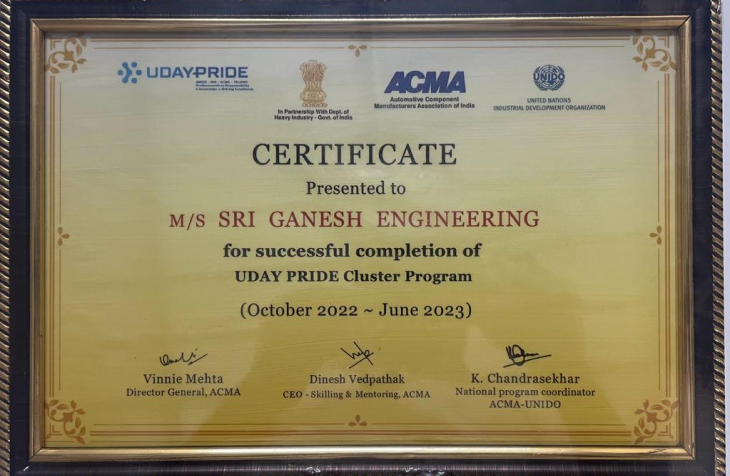 UDAY-PRIDE
ACMA
In Partnership With Dept. of
Heavy Industry - Govt. of India
Automotive Component
Manufacturers Association of India
UNIDO
UNITED NATIONS
INDUSTRIAL DEVELOPMENT ORGANIZATION
CERTIFICATE
Presented to
M/S SRI GANESH ENGINEERING
for successful completion of
UDAY PRIDE Cluster Program
(October 2022 ~ June 2023)
Vinnie Mehta
Director General, ACMA
Dinesh Vedpathak
CEO - Skilling & Mentoring, ACMA
K. Chandrasekhar
National program coordinator
ACMA-UNIDO